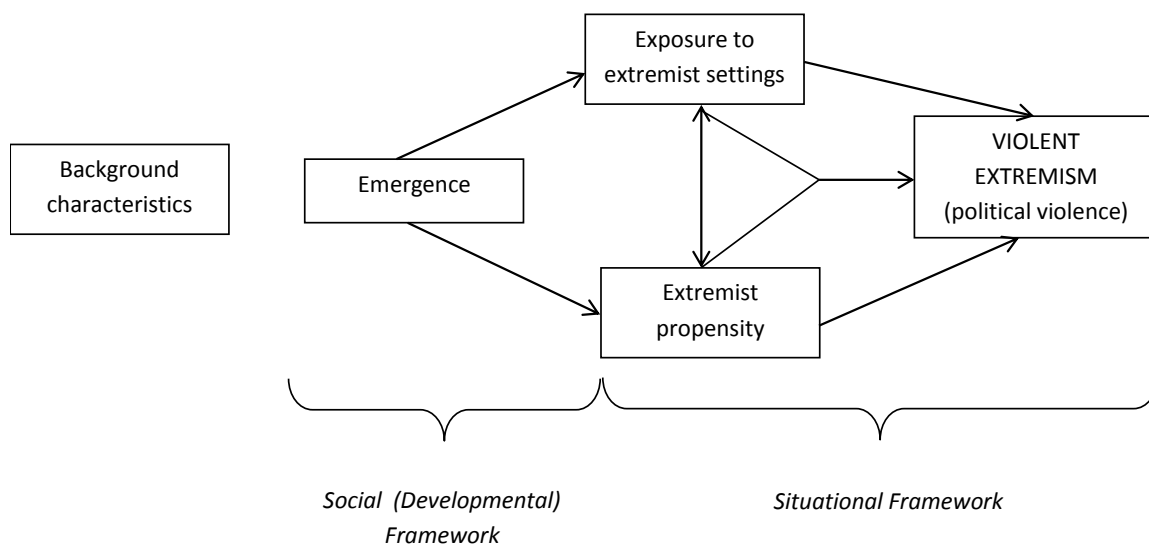 Exposure to
extremist settings
Background
characteristics
Emergence
VIOLENT
EXTREMISM
(political violence)
Extremist
propensity
Social (Developmental)
Framework
Situational Framework